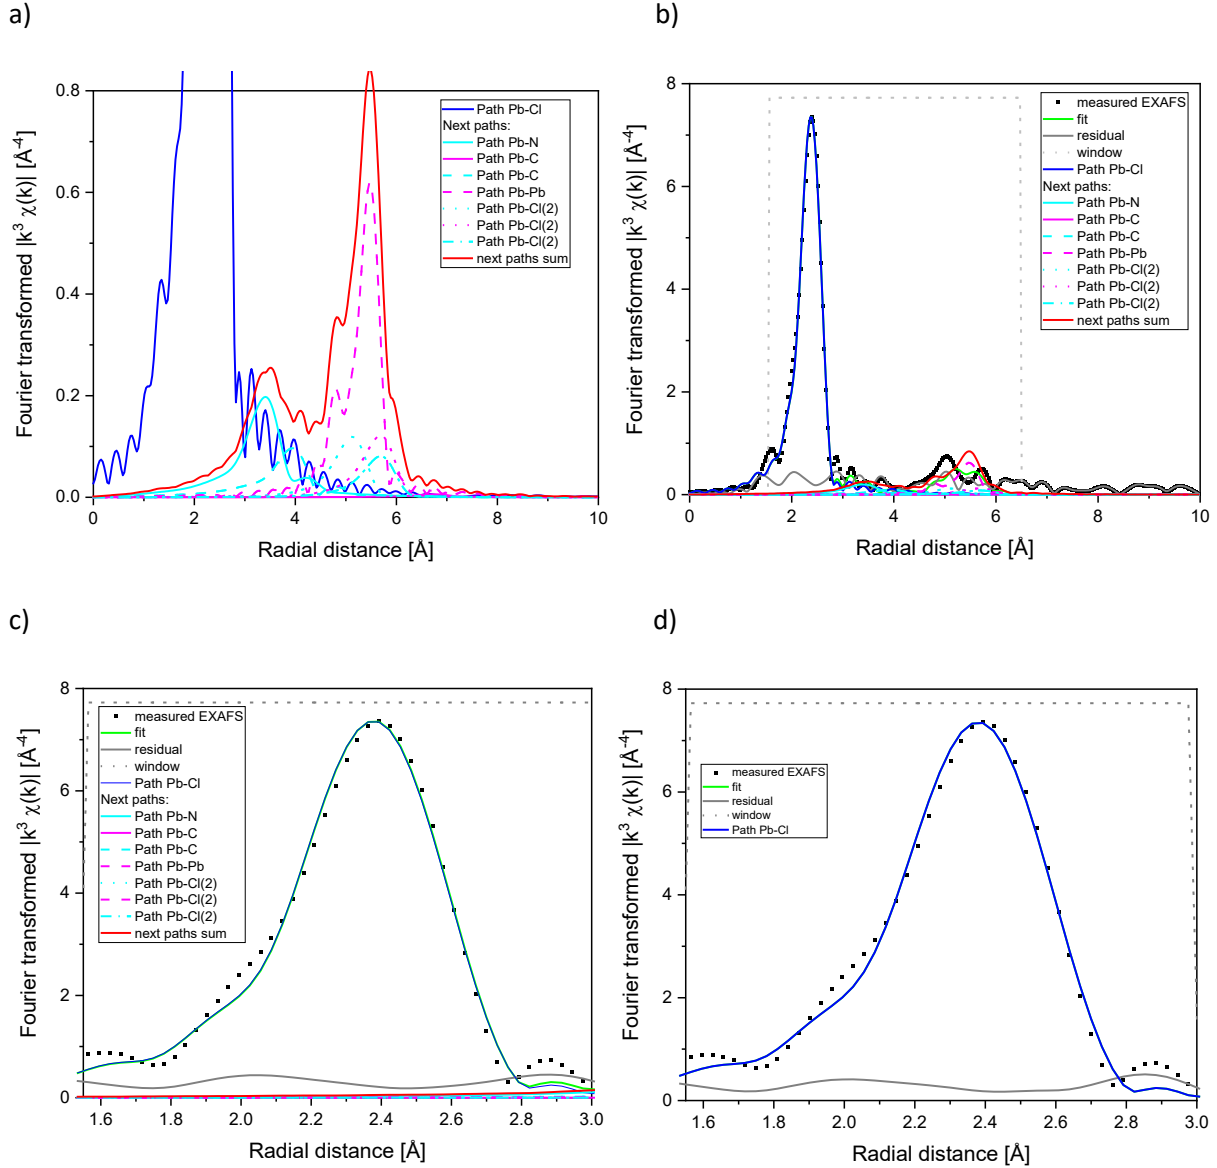 a)
Fourier transformed |k³ χ(k)| [Å⁻⁴]
0.8
0.6
0.4
0.2
0.0
0 2 4 6 8 10
Radial distance [Å]
Path Pb-Cl
Next paths:
Path Pb-N
Path Pb-C
Path Pb-C
Path Pb-Pb
Path Pb-Cl(2)
Path Pb-Cl(2)
Path Pb-Cl(2)
next paths sum
b)
Fourier transformed |k³ χ(k)| [Å⁻⁴]
8
6
4
2
0
0 2 4 6 8 10
Radial distance [Å]
measured EXAFS
fit
residual
window
Path Pb-Cl
Next paths:
Path Pb-N
Path Pb-C
Path Pb-C
Path Pb-Pb
Path Pb-Cl(2)
Path Pb-Cl(2)
Path Pb-Cl(2)
next paths sum
c)
Fourier transformed |k³ χ(k)| [Å⁻⁴]
8
6
4
2
0
1.6 1.8 2.0 2.2 2.4 2.6 2.8 3.0
Radial distance [Å]
measured EXAFS
fit
residual
window
Path Pb-Cl
Next paths:
Path Pb-N
Path Pb-C
Path Pb-C
Path Pb-Pb
Path Pb-Cl(2)
Path Pb-Cl(2)
Path Pb-Cl(2)
next paths sum
d)
Fourier transformed |k³ χ(k)| [Å⁻⁴]
8
6
4
2
0
1.6 1.8 2.0 2.2 2.4 2.6 2.8 3.0
Radial distance [Å]
measured EXAFS
fit
residual
window
Path Pb-Cl